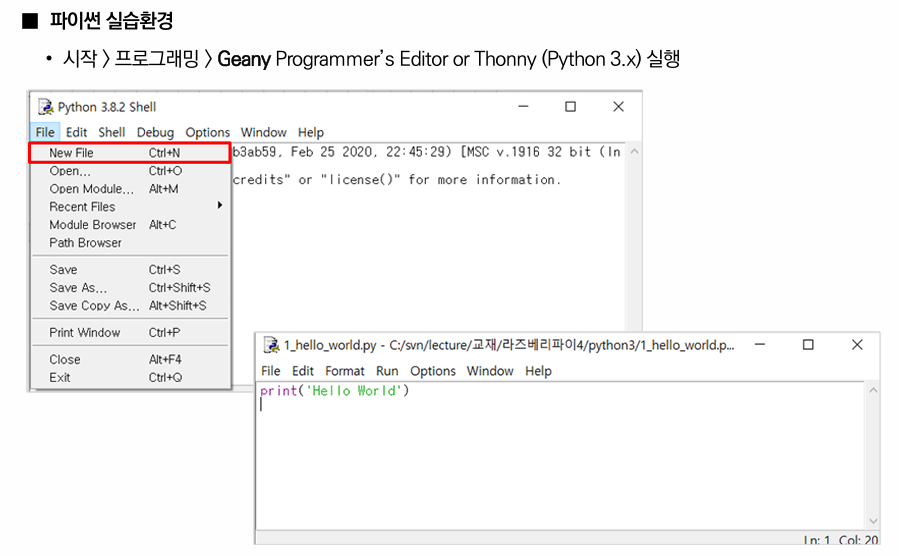 ■ 파이썬 실습환경
• 시작 > 프로그래밍 > Geany Programmer's Editor or Thonny (Python 3.x) 실행
Python 3.8.2 Shell
File Edit Shell Debug Options Window Help
New File Ctrl+N
b3ab59, Feb 25 2020, 22:45:29) [MSC v.1916 32 bit (In
Open... Ctrl+O
credits" or "license()" for more information.
Open Module... Alt+M
Recent Files
Module Browser Alt+C
Path Browser
Save Ctrl+S
Save As... Ctrl+Shift+S
Save Copy As... Alt+Shift+S
Print Window Ctrl+P
Close Alt+F4
Exit Ctrl+Q
1_hello_world.py - C:/svn/lecture/교재/라즈베리파이4/python3/1_hello_world.p...
File Edit Format Run Options Window Help
print('Hello World')
Ln: 1 Col: 20